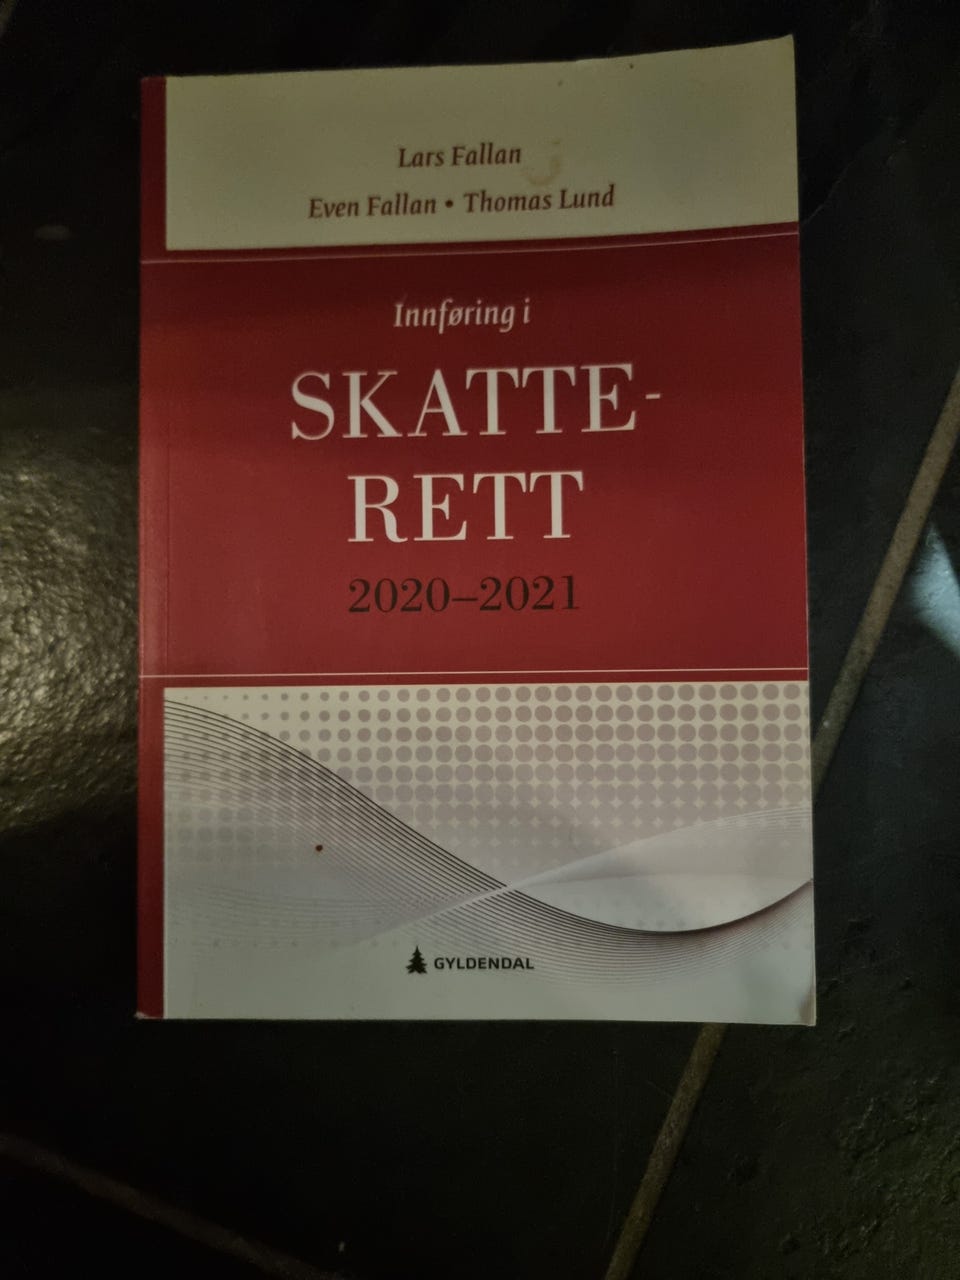 Lars Fallan
Even Fallan • Thomas Lund
Innføring i
SKATTE-
RETT
2020–2021
GYLDENDAL